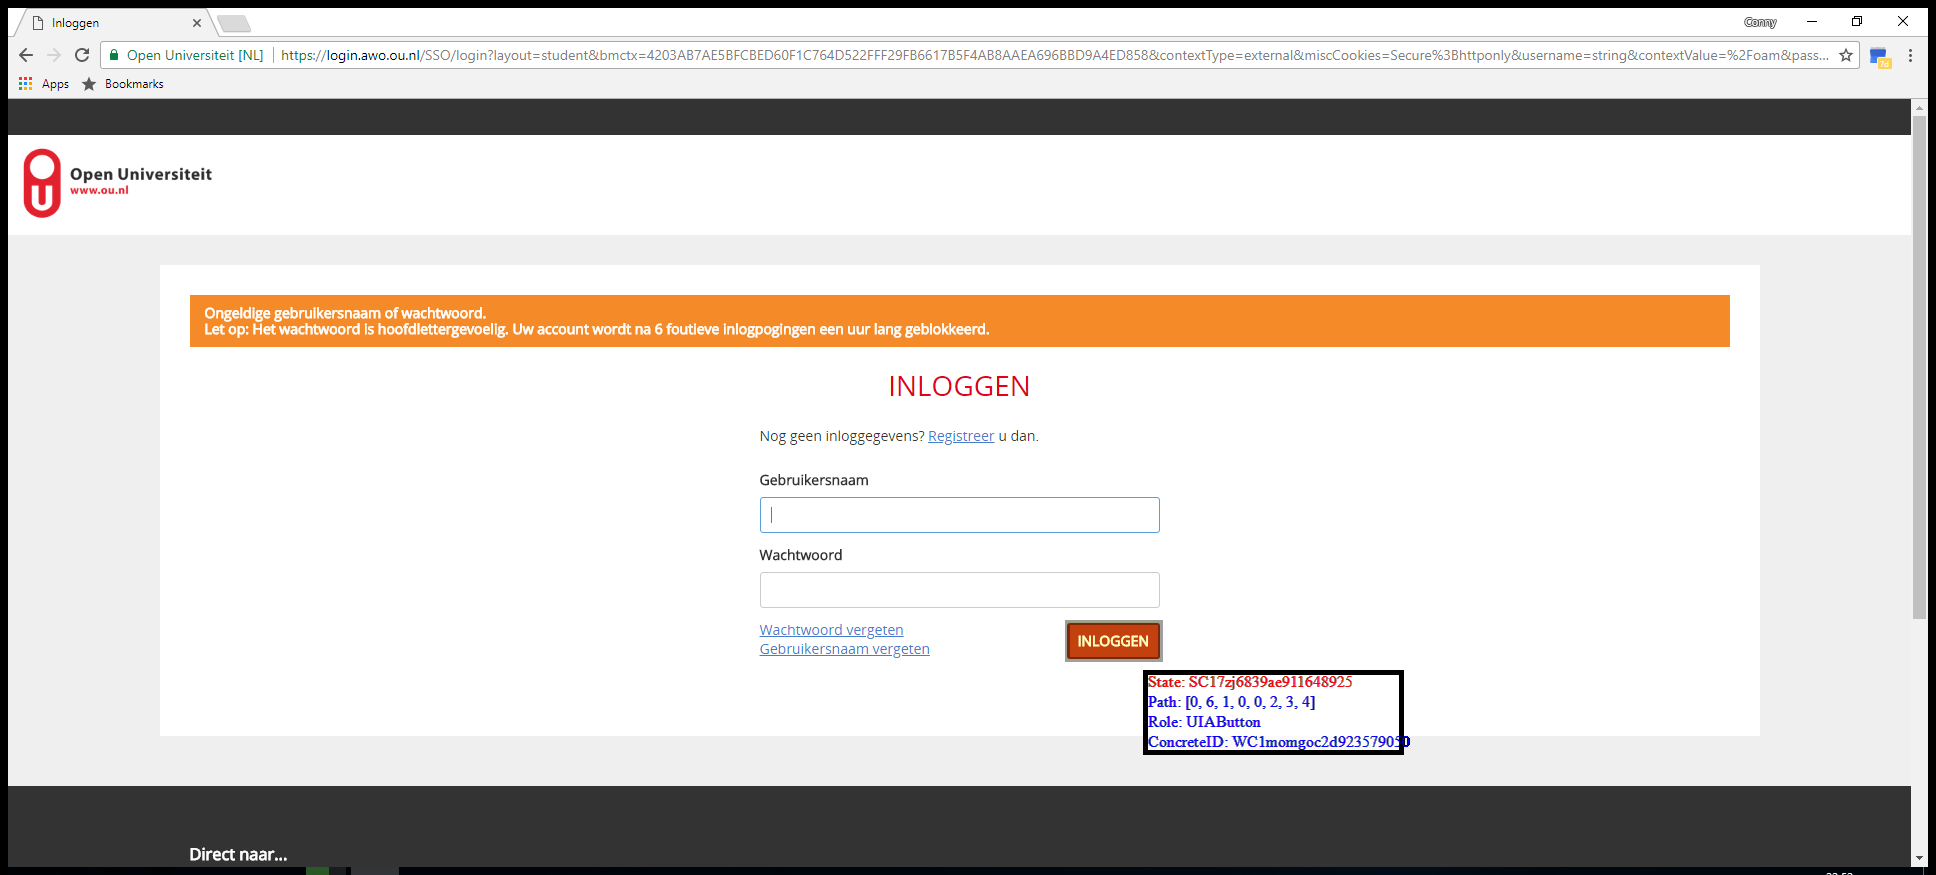 Inloggen
Conny
Open Universiteit [NL]
https://login.awo.ou.nl/SSO/login?layout=student&bmctx=4203AB7AE5BFCBED60F1C764D522FFF29FB6617B5F4AB8AAEA696BBD9A4ED858&contextType=external&miscCookies=Secure%3Bhttponly&username=string&contextValue=%2Foam&pass...
7d
Apps
Bookmarks
Open Universiteit
www.ou.nl
Ongeldige gebruikersnaam of wachtwoord.
Let op: Het wachtwoord is hoofdlettergevoelig. Uw account wordt na 6 foutieve inlogpogingen een uur lang geblokkeerd.
INLOGGEN
Nog geen inloggegevens? Registreer u dan.
Gebruikersnaam
Wachtwoord
Wachtwoord vergeten
Gebruikersnaam vergeten
INLOGGEN
State: SC17zj6839ae911648925
Path: [0, 6, 1, 0, 0, 2, 3, 4]
Role: UIAButton
ConcreteID: WC1momgoc2d923579050
Direct naar...